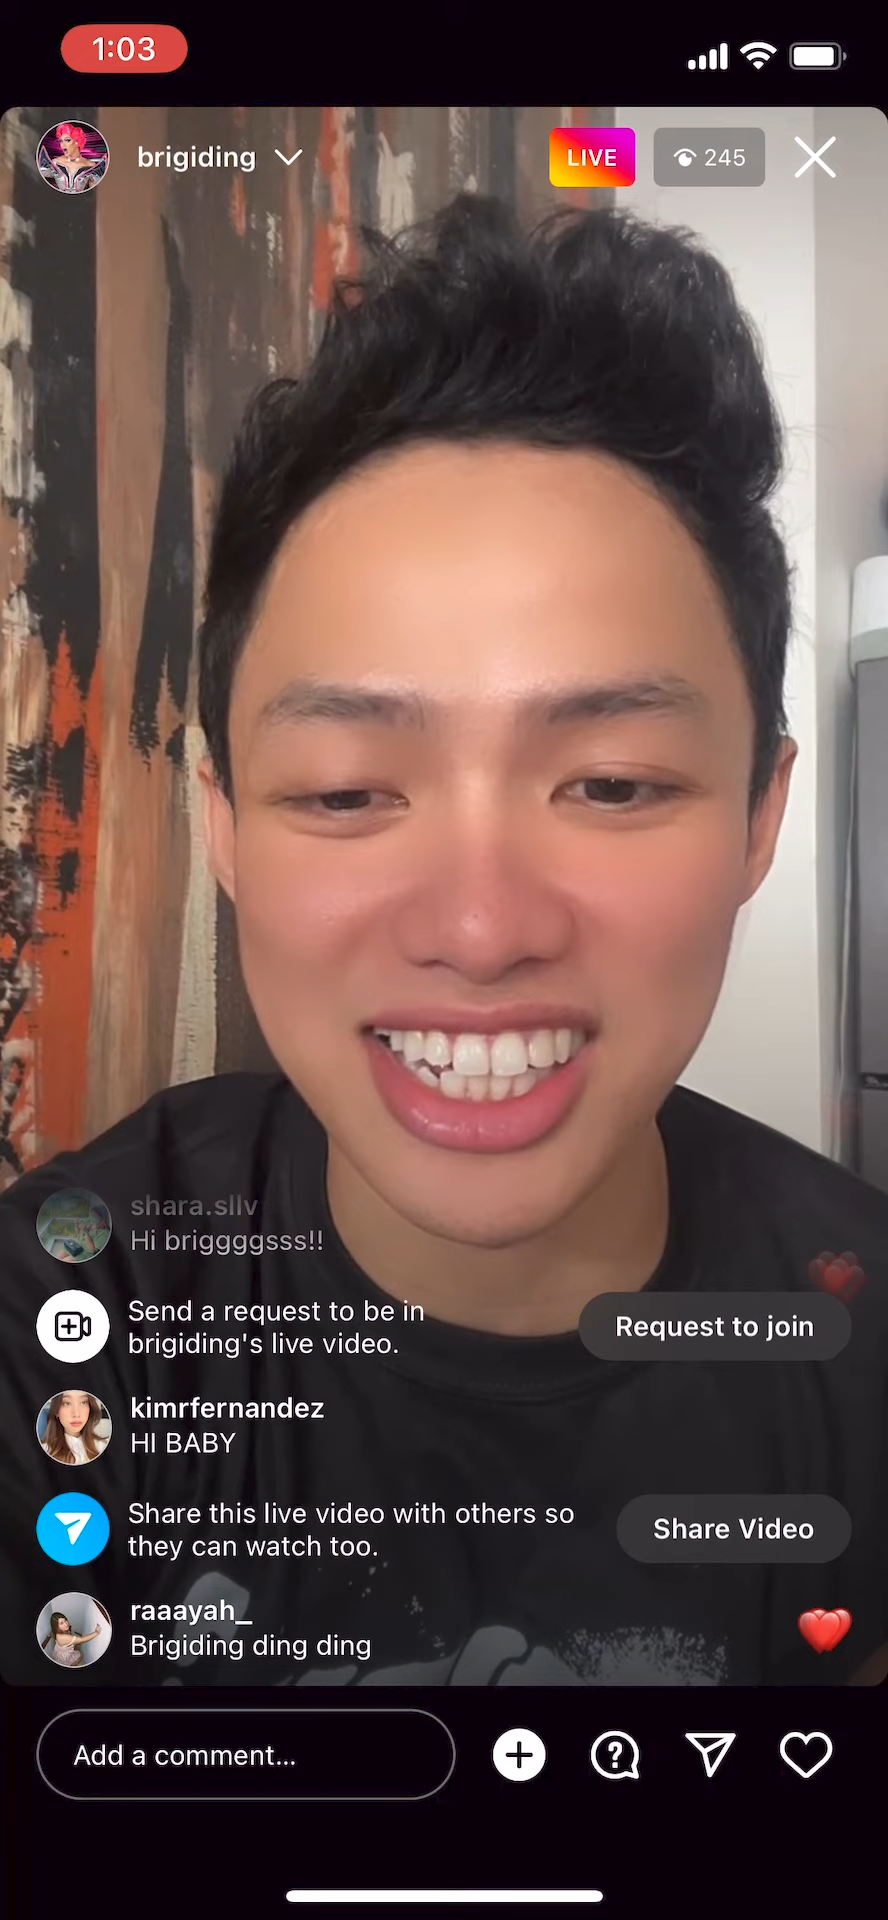 1:03
brigiding
LIVE
245
shara.sllv
Hi briggggsss!!
Send a request to be in
brigiding's live video.
Request to join
kimrfernandez
HI BABY
Share this live video with others so
they can watch too.
Share Video
raaayah_
Brigiding ding ding
Add a comment...